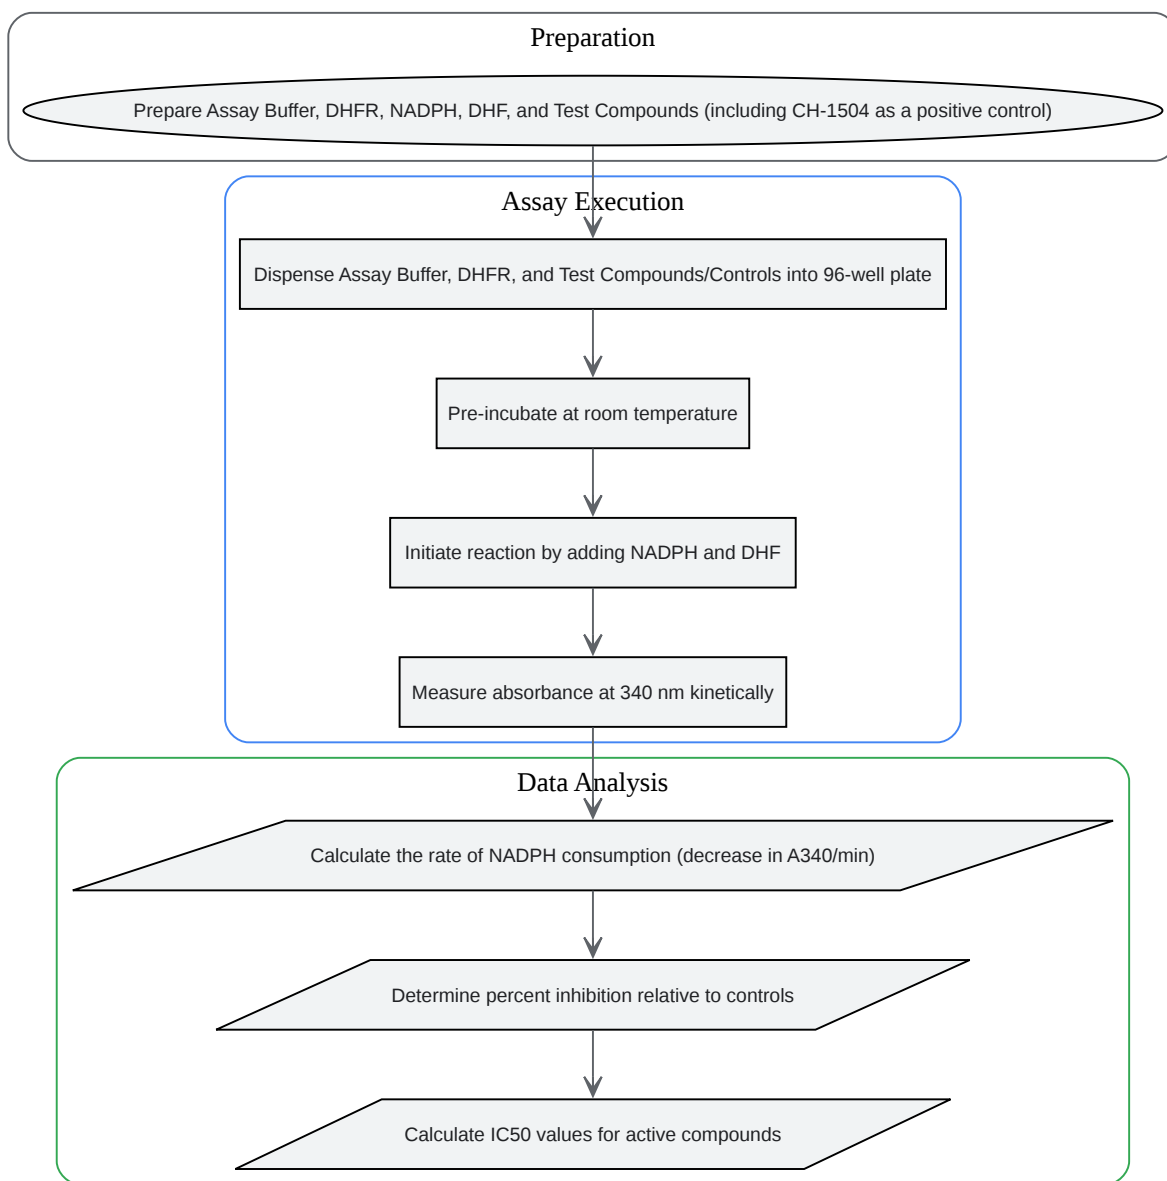 Preparation
Prepare Assay Buffer, DHFR, NADPH, DHF, and Test Compounds (including CH-1504 as a positive control)
Assay Execution
Dispense Assay Buffer, DHFR, and Test Compounds/Controls into 96-well plate
Pre-incubate at room temperature
Initiate reaction by adding NADPH and DHF
Measure absorbance at 340 nm kinetically
Data Analysis
Calculate the rate of NADPH consumption (decrease in A340/min)
Determine percent inhibition relative to controls
Calculate IC50 values for active compounds